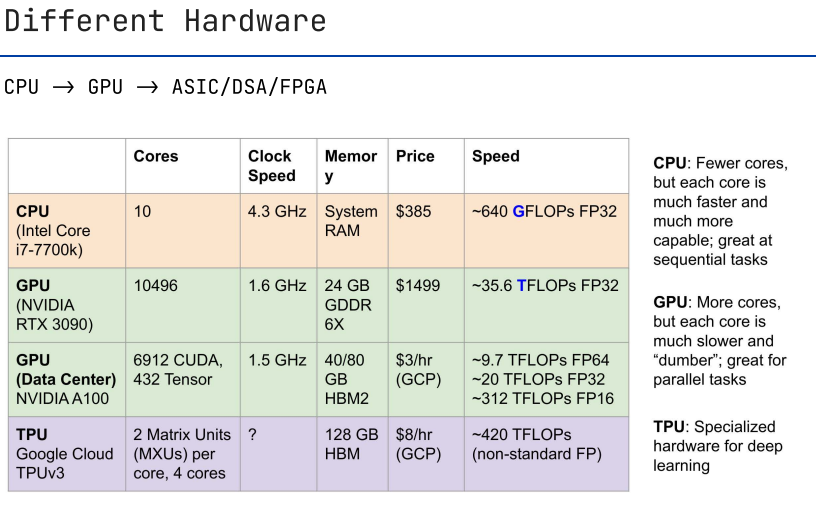 Different Hardware
CPU → GPU → ASIC/DSA/FPGA
Cores
Clock
Speed
Memor
y
Price
Speed
CPU
(Intel Core
i7-7700k)
10
4.3 GHz
System
RAM
$385
~640 GFLOPs FP32
GPU
(NVIDIA
RTX 3090)
10496
1.6 GHz
24 GB
GDDR
6X
$1499
~35.6 TFLOPs FP32
GPU
(Data Center)
NVIDIA A100
6912 CUDA,
432 Tensor
1.5 GHz
40/80
GB
HBM2
$3/hr
(GCP)
~9.7 TFLOPs FP64
~20 TFLOPs FP32
~312 TFLOPs FP16
TPU
Google Cloud
TPUv3
2 Matrix Units
(MXUs) per
core, 4 cores
?
128 GB
HBM
$8/hr
(GCP)
~420 TFLOPs
(non-standard FP)
CPU: Fewer cores,
but each core is
much faster and
much more
capable; great at
sequential tasks
GPU: More cores,
but each core is
much slower and
“dumber”; great for
parallel tasks
TPU: Specialized
hardware for deep
learning